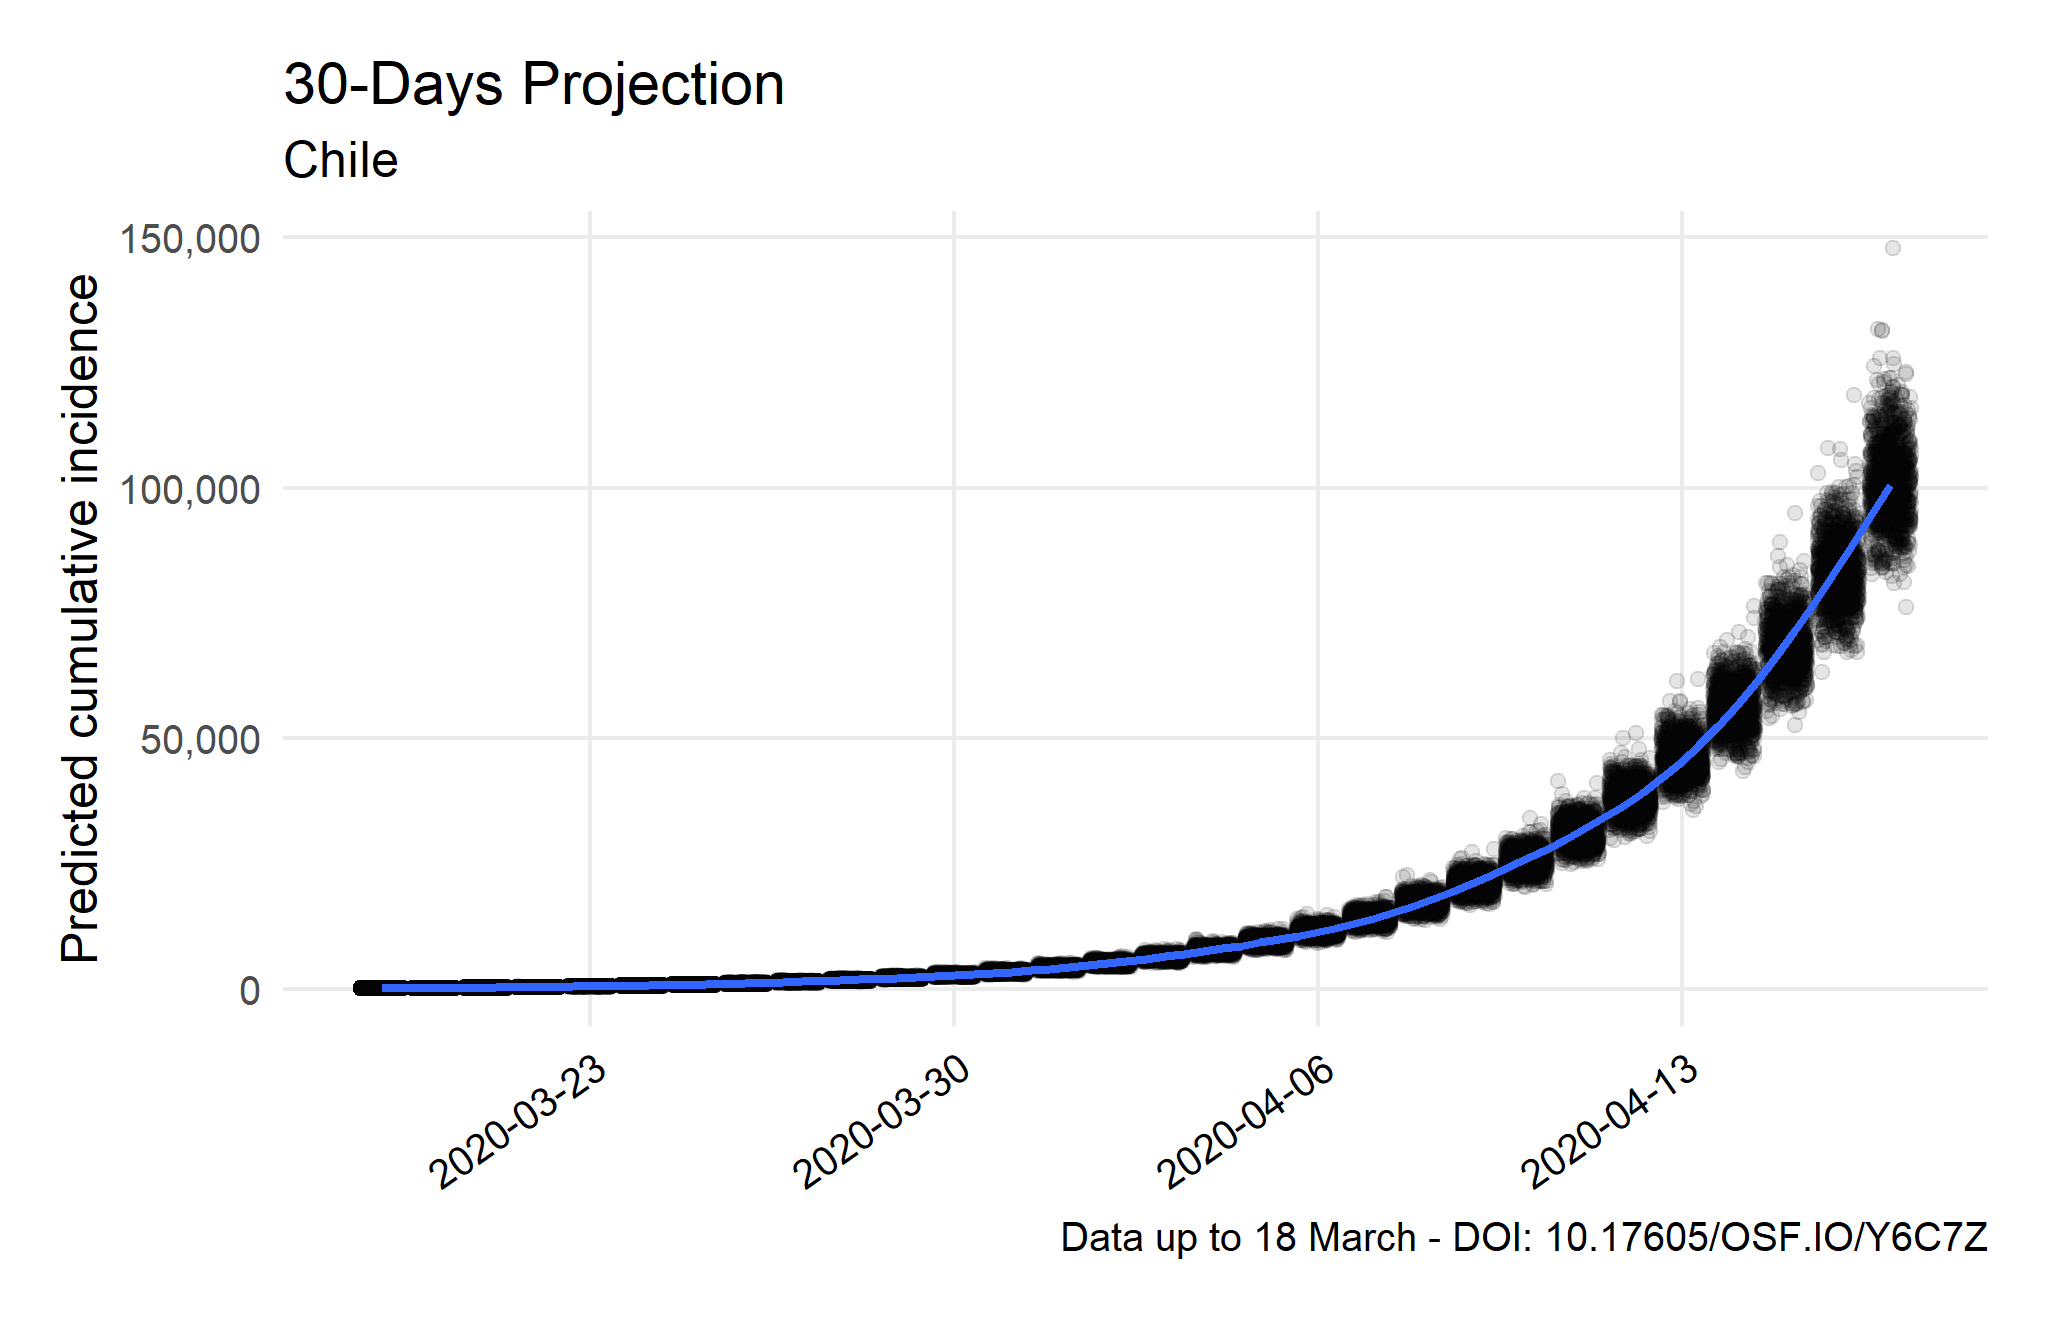 30-Days Projection
Chile
Predicted cumulative incidence
150,000
100,000
50,000
0
2020-03-23
2020-03-30
2020-04-06
2020-04-13
Data up to 18 March - DOI: 10.17605/OSF.IO/Y6C7Z